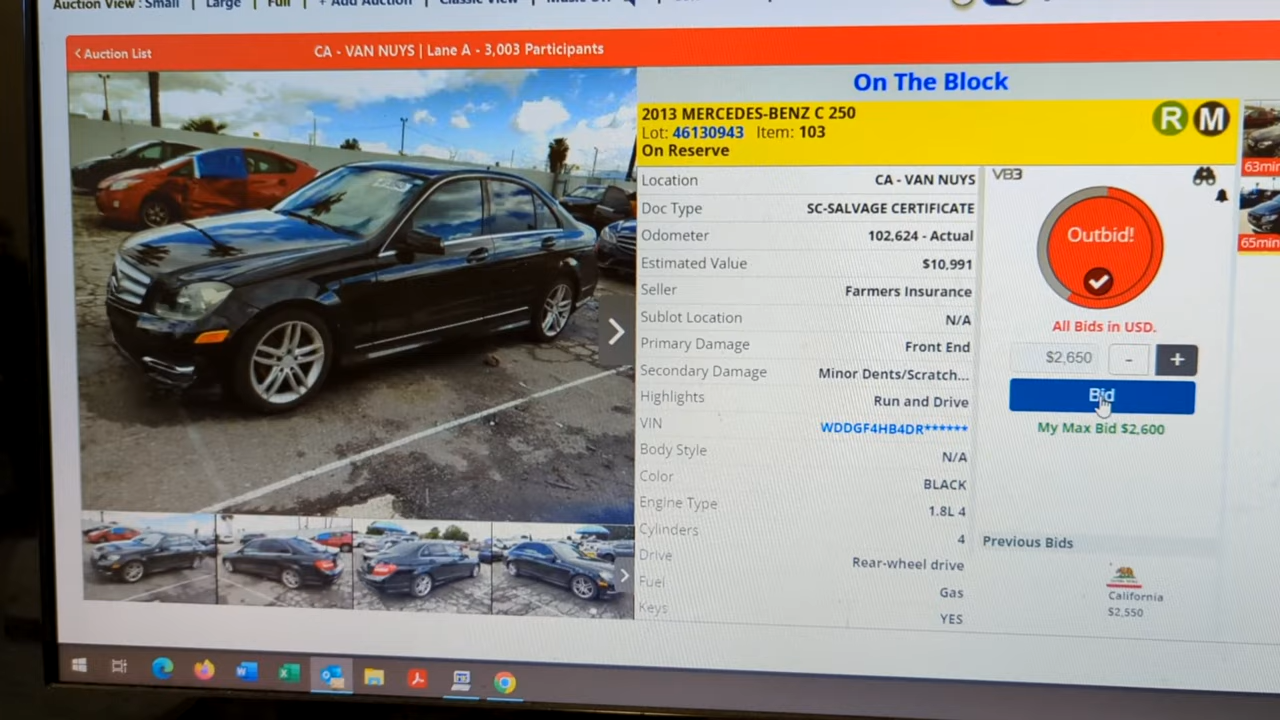 Auction View : Small | Large | Full | + Add Auction | Classic View | Music Off
< Auction List
CA - VAN NUYS | Lane A - 3,003 Participants
On The Block
2013 MERCEDES-BENZ C 250
Lot: 46130943 Item: 103
On Reserve
R M
Location CA - VAN NUYS
Doc Type SC-SALVAGE CERTIFICATE
Odometer 102,624 - Actual
Estimated Value $10,991
Seller Farmers Insurance
Sublot Location N/A
Primary Damage Front End
Secondary Damage Minor Dents/Scratch...
Highlights Run and Drive
VIN WDDGF4HB4DR******
Body Style N/A
Color BLACK
Engine Type 1.8L 4
Cylinders 4
Drive Rear-wheel drive
Fuel Gas
Keys YES
VB3
Outbid!
All Bids in USD.
$2,650 - +
Bid
My Max Bid $2,600
Previous Bids
California
$2,550
63min
65min